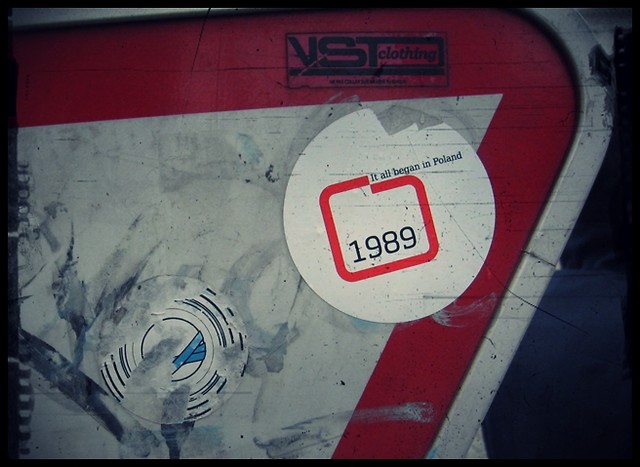 VST clothing
It all began in Poland
1989